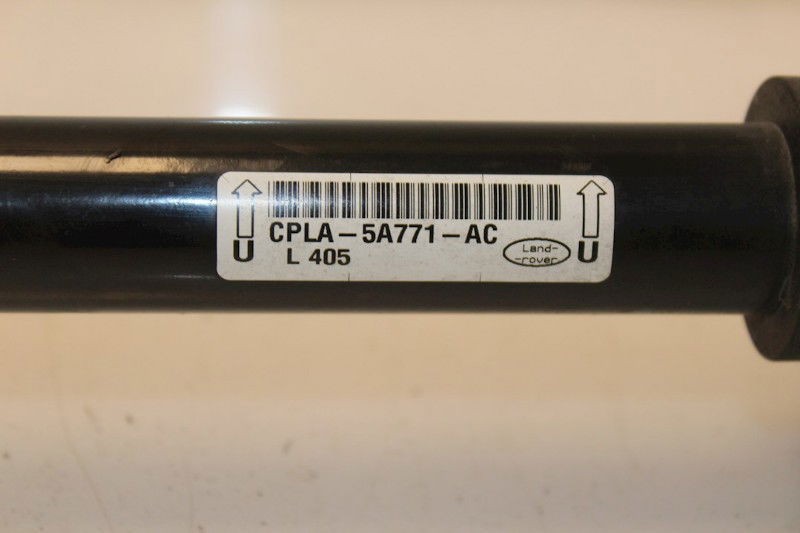 CPLA-5A771-AC
L 405
Land-
-rover
U
U